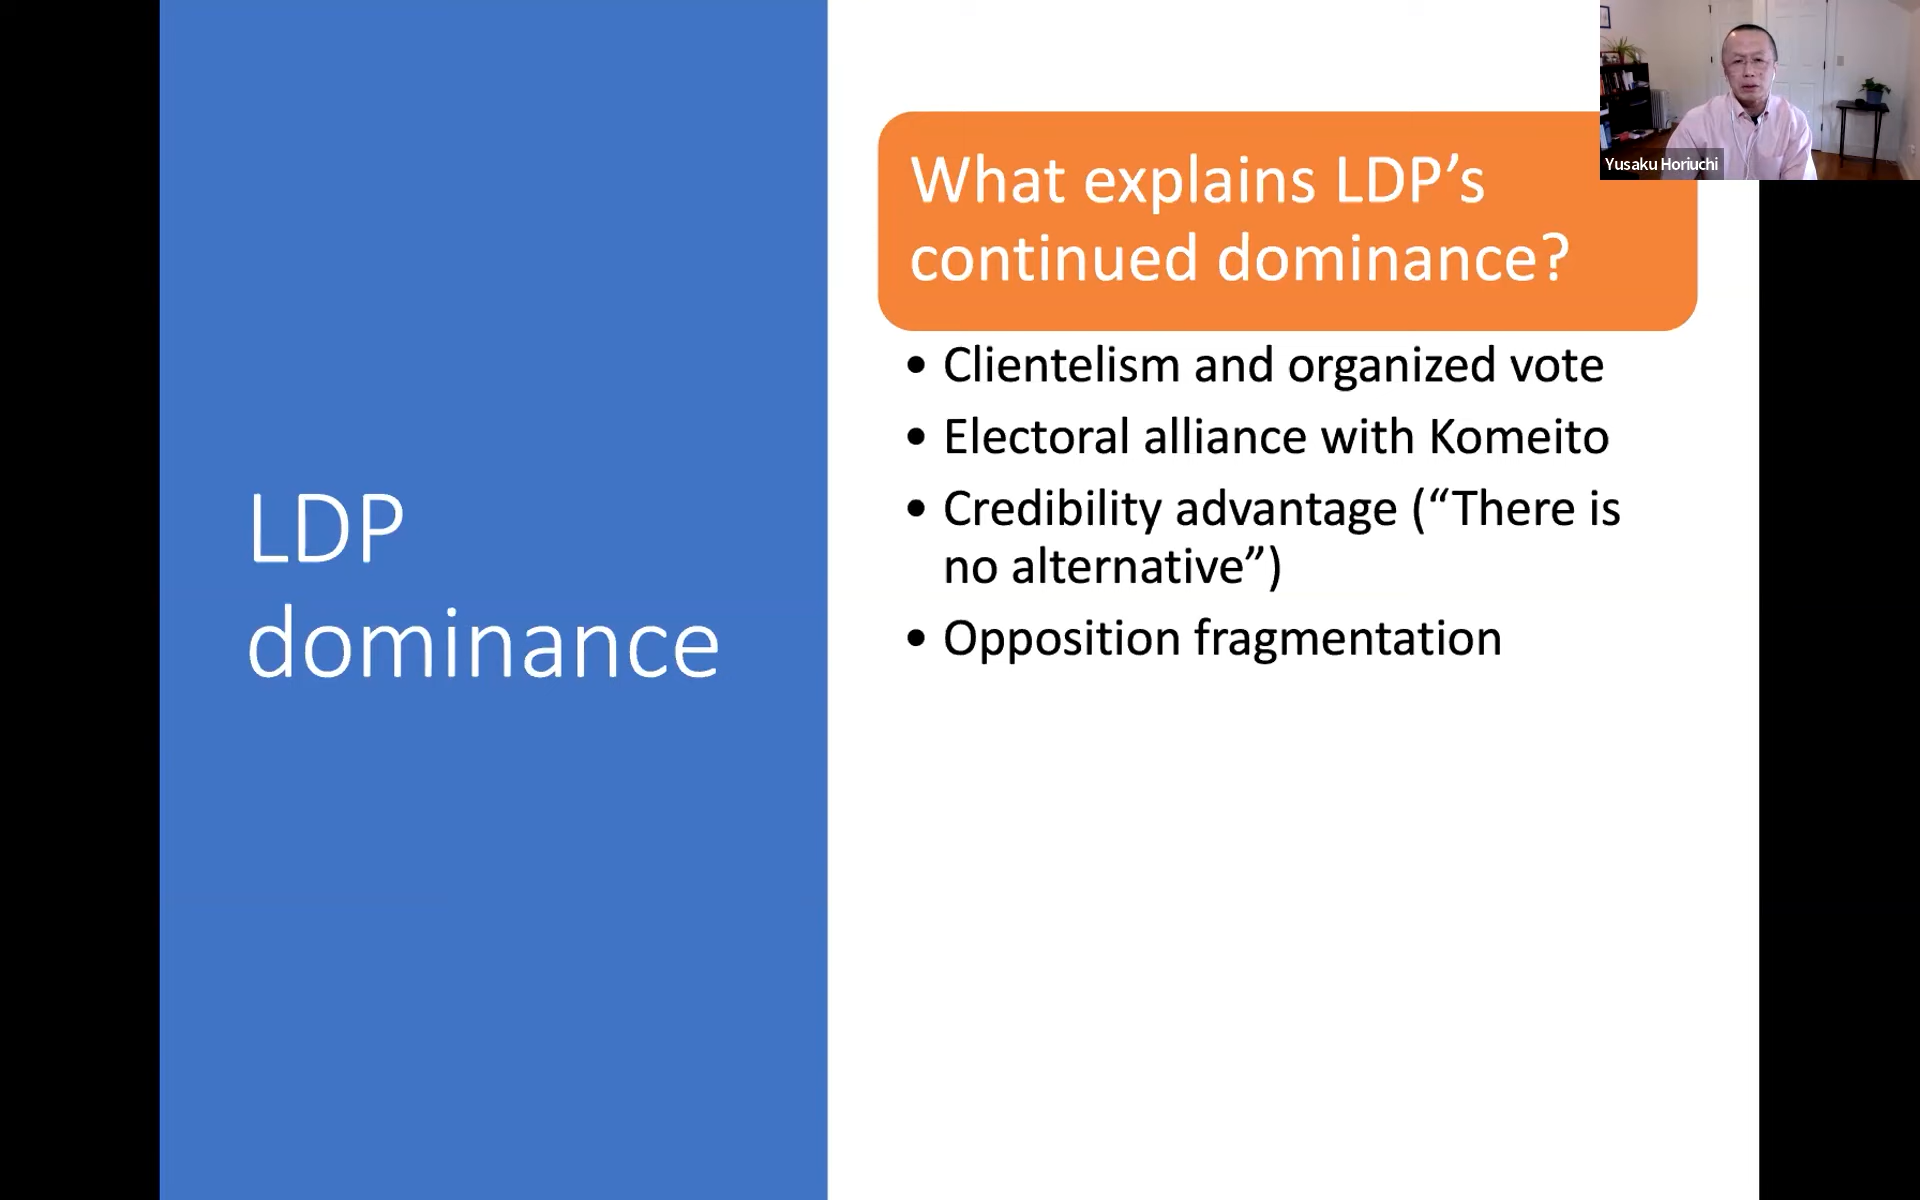 LDP
dominance
What explains LDP’s
continued dominance?
• Clientelism and organized vote
• Electoral alliance with Komeito
• Credibility advantage (“There is
no alternative”)
• Opposition fragmentation
Yusaku Horiuchi